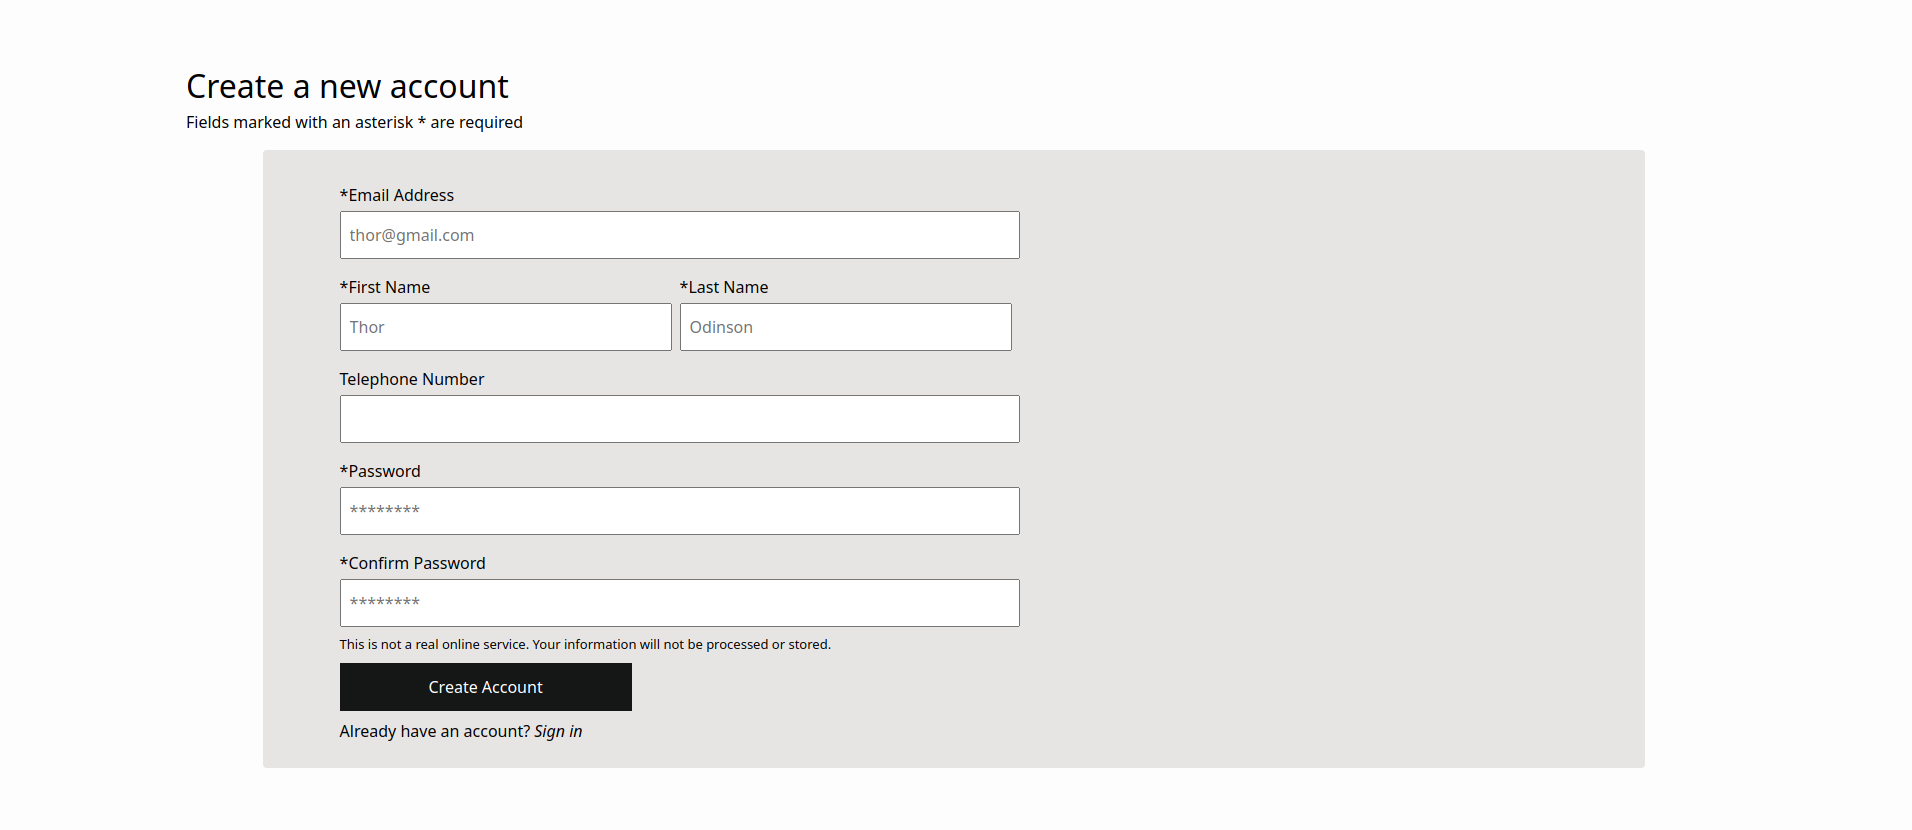 Create a new account
Fields marked with an asterisk * are required
*Email Address
thor@gmail.com
*First Name *Last Name
Thor Odinson
Telephone Number
*Password
********
*Confirm Password
********
This is not a real online service. Your information will not be processed or stored.
Create Account
Already have an account? Sign in